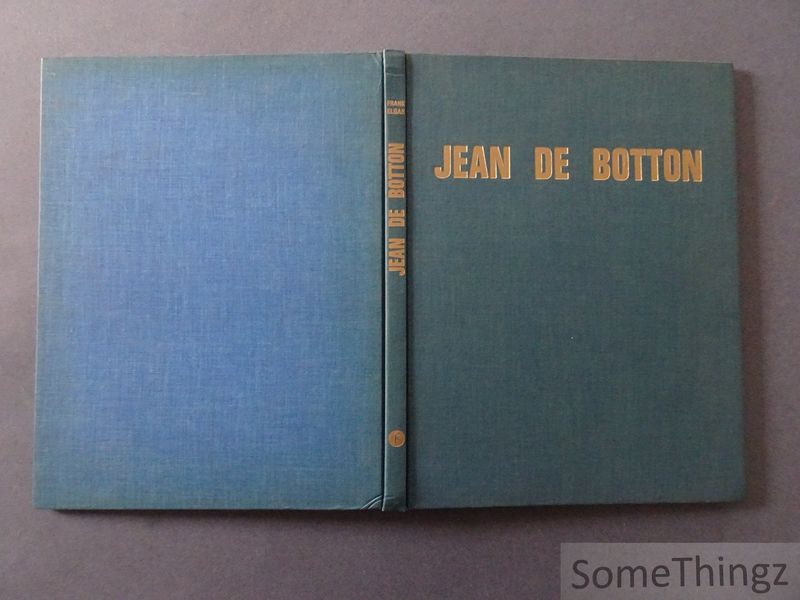 FRANK
ELGAR
JEAN DE BOTTON
JEAN DE BOTTON
SomeThingz